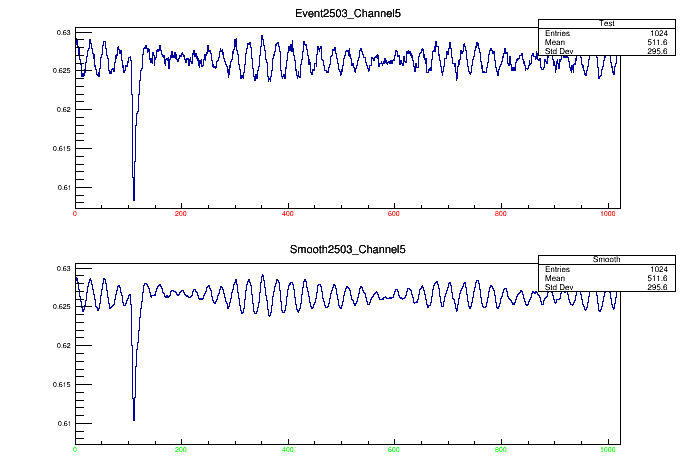 Event2503_Channel5
Test
Entries 1024
Mean 511.6
Std Dev 295.6
0.63
0.625
0.62
0.615
0.61
0 200 400 600 800 1000
Smooth2503_Channel5
Smooth
Entries 1024
Mean 511.6
Std Dev 295.6
0.63
0.625
0.62
0.615
0.61
0 200 400 600 800 1000